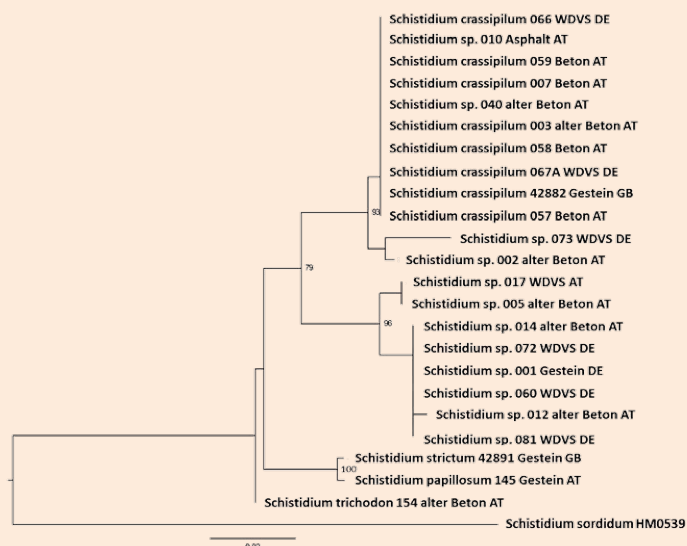 Schistidium crassipilum 066 WDVS DE
Schistidium sp. 010 Asphalt AT
Schistidium crassipilum 059 Beton AT
Schistidium crassipilum 007 Beton AT
Schistidium sp. 040 alter Beton AT
Schistidium crassipilum 003 alter Beton AT
Schistidium crassipilum 058 Beton AT
Schistidium crassipilum 067A WDVS DE
Schistidium crassipilum 42882 Gestein GB
93
Schistidium crassipilum 057 Beton AT
Schistidium sp. 073 WDVS DE
Schistidium sp. 002 alter Beton AT
79
Schistidium sp. 017 WDVS AT
Schistidium sp. 005 alter Beton AT
96
Schistidium sp. 014 alter Beton AT
Schistidium sp. 072 WDVS DE
Schistidium sp. 001 Gestein DE
Schistidium sp. 060 WDVS DE
Schistidium sp. 012 alter Beton AT
Schistidium sp. 081 WDVS DE
Schistidium strictum 42891 Gestein GB
100
Schistidium papillosum 145 Gestein AT
Schistidium trichodon 154 alter Beton AT
Schistidium sordidum HM0539